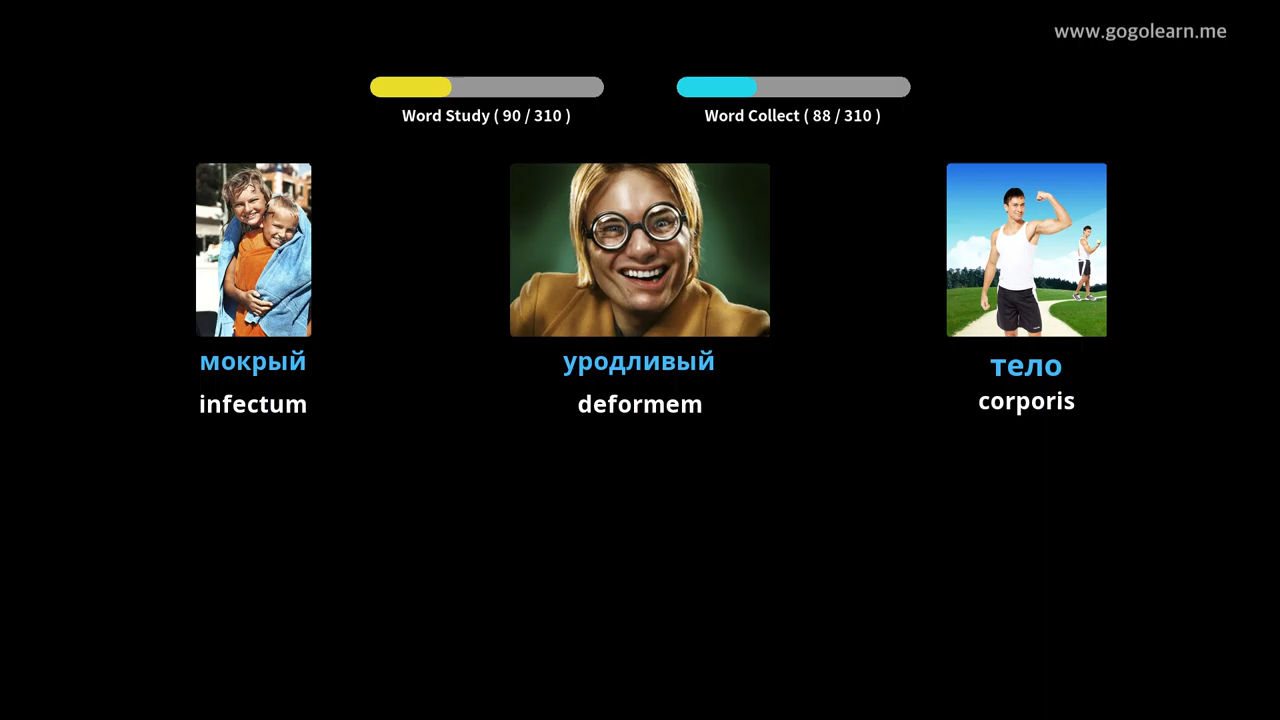 www.gogolearn.me
Word Study ( 90 / 310 )
Word Collect ( 88 / 310 )
мокрый
infectum
уродливый
deformem
тело
corporis